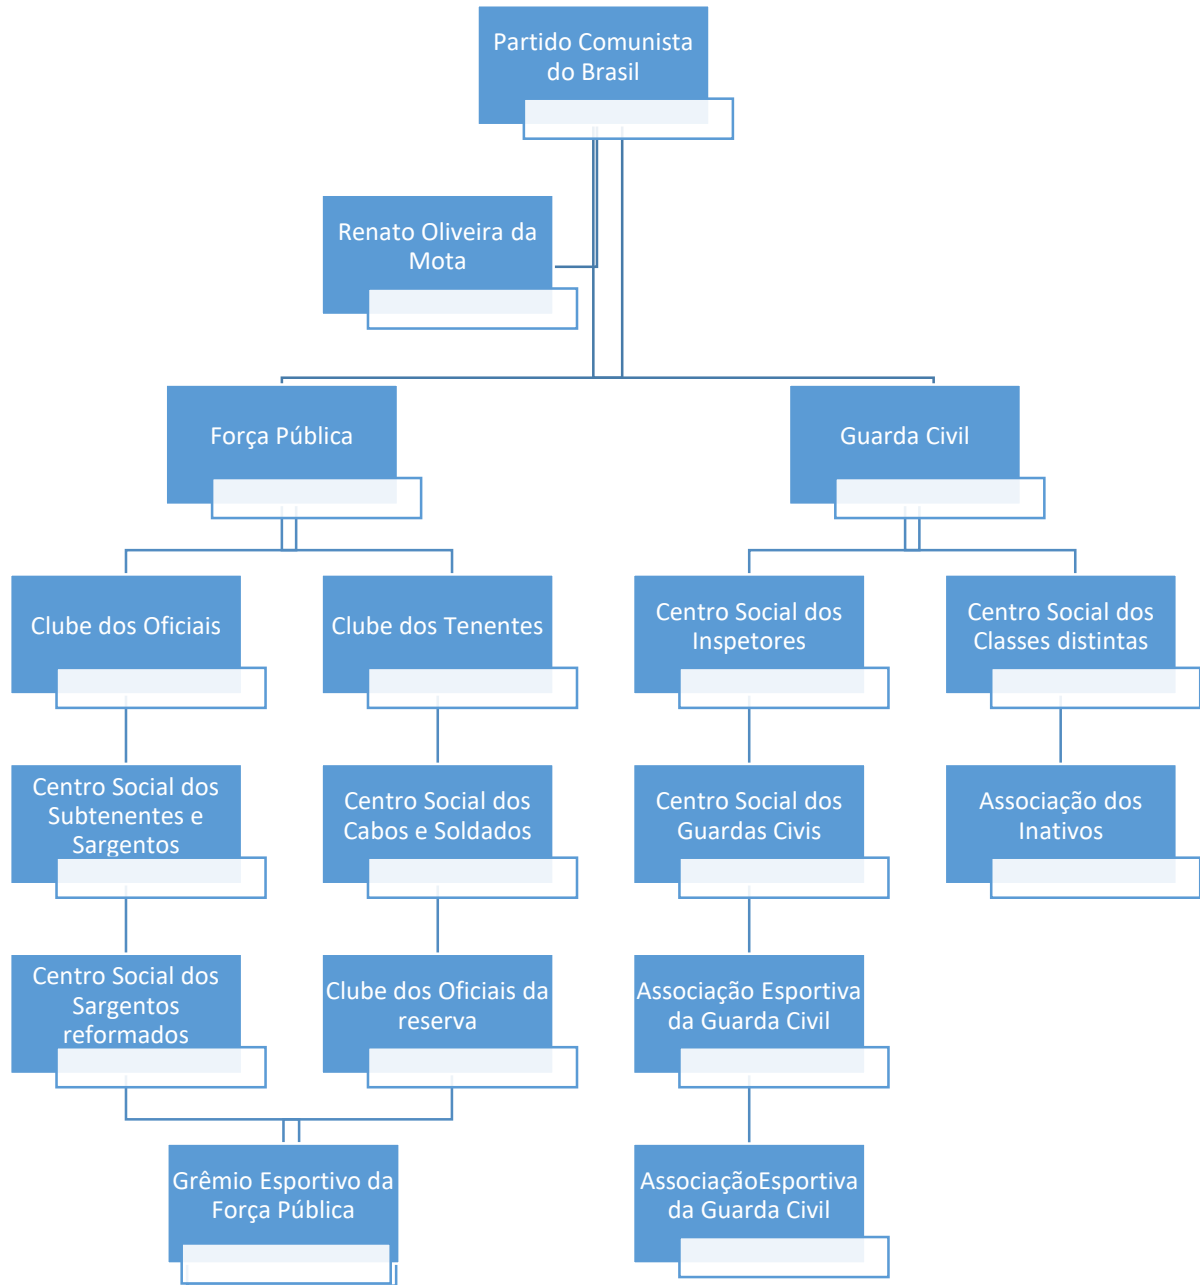 Partido Comunista
do Brasil
Renato Oliveira da
Mota
Força Pública
Guarda Civil
Clube dos Oficiais
Clube dos Tenentes
Centro Social dos
Inspetores
Centro Social dos
Classes distintas
Centro Social dos
Subtenentes e
Sargentos
Centro Social dos
Cabos e Soldados
Centro Social dos
Guardas Civis
Associação dos
Inativos
Centro Social dos
Sargentos
reformados
Clube dos Oficiais da
reserva
Associação Esportiva
da Guarda Civil
Grêmio Esportivo da
Força Pública
AssociaçãoEsportiva
da Guarda Civil